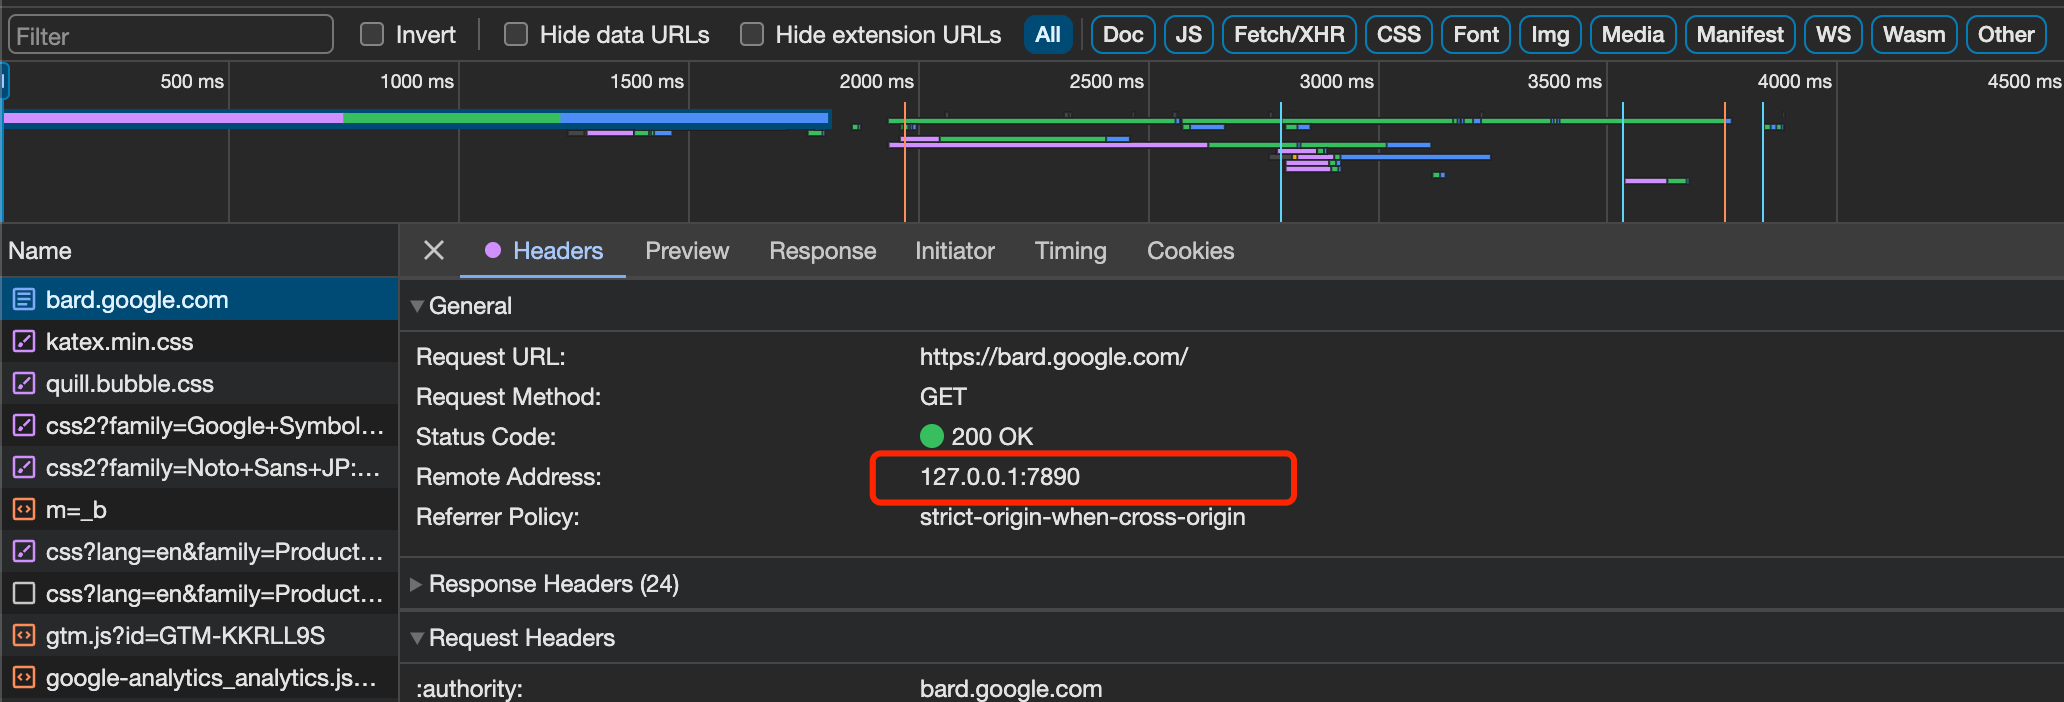 Filter Invert Hide data URLs Hide extension URLs All Doc JS Fetch/XHR CSS Font Img Media Manifest WS Wasm Other
500 ms 1000 ms 1500 ms 2000 ms 2500 ms 3000 ms 3500 ms 4000 ms 4500 ms
Name
Headers Preview Response Initiator Timing Cookies
bard.google.com
katex.min.css
quill.bubble.css
css2?family=Google+Symbol...
css2?family=Noto+Sans+JP:...
m=_b
css?lang=en&family=Product...
css?lang=en&family=Product...
gtm.js?id=GTM-KKRLL9S
google-analytics_analytics.js...
General
Request URL: https://bard.google.com/
Request Method: GET
Status Code: 200 OK
Remote Address: 127.0.0.1:7890
Referrer Policy: strict-origin-when-cross-origin
Response Headers (24)
Request Headers
:authority: bard.google.com